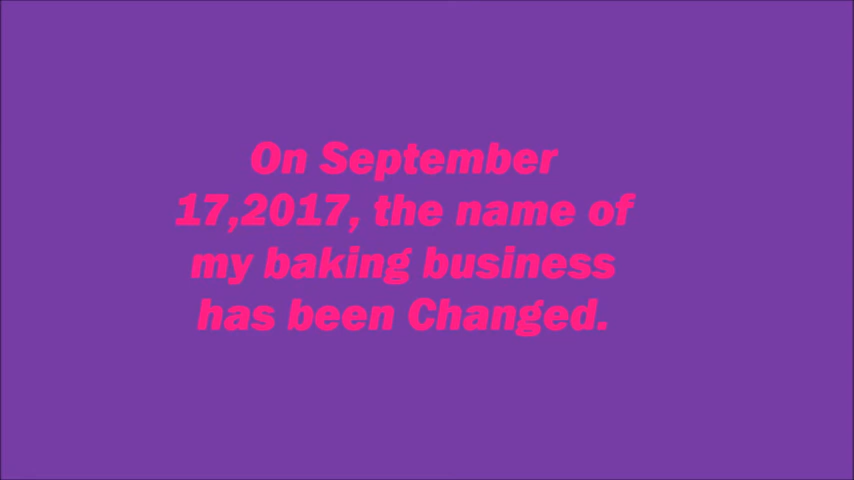 On September
17,2017, the name of
my baking business
has been Changed.